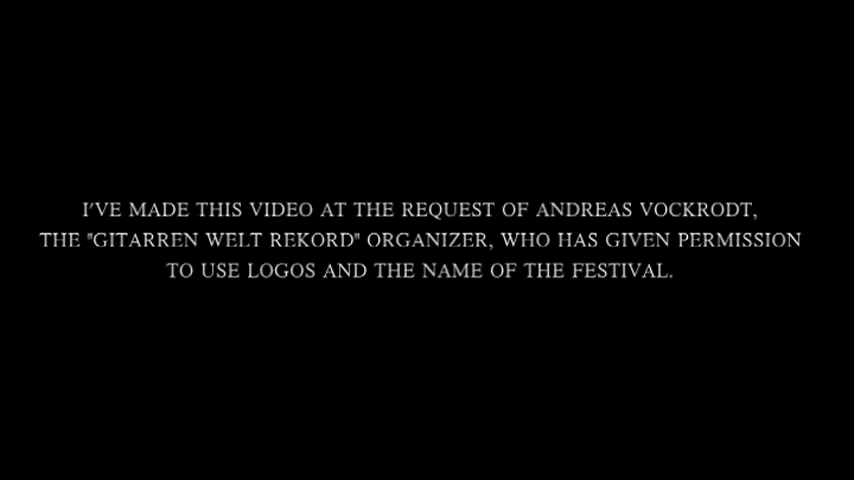 I'VE MADE THIS VIDEO AT THE REQUEST OF ANDREAS VOCKRODT,
THE "GITARREN WELT REKORD" ORGANIZER, WHO HAS GIVEN PERMISSION
TO USE LOGOS AND THE NAME OF THE FESTIVAL.